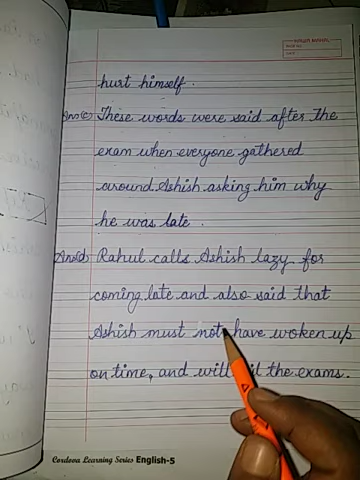 hurt himself.
Ans(c) These words were said after the
exam when everyone gathered
around Ashish asking him why
he was late.
Ans(d) Rahul calls Ashish lazy for
coming late and also said that
Ashish must not have woken up
on time, and will the exams.
Cordova Learning Series English-5